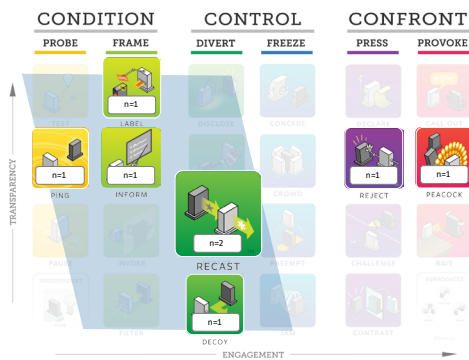 CONDITION CONTROL CONFRONT
PROBE FRAME DIVERT FREEZE PRESS PROVOKE
n=1
TEST LABEL DISCLOSE CONCEDE DECLARE CALL OUT
n=1 n=1 n=1 n=1
PING INFORM CROWD REJECT PEACOCK
n=2
PAUSE INVOKE RECAST PREEMPT CHALLENGE BAIT
n=1
FILTER DECOY JAM CONTRAST
TRANSPARENCY
ENGAGEMENT